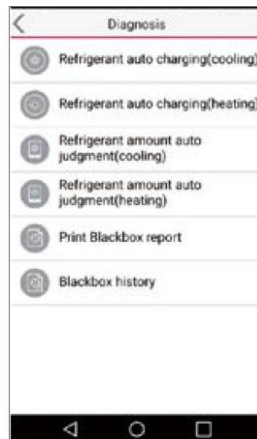 Diagnosis
Refrigerant auto charging(cooling)
Refrigerant auto charging(heating)
Refrigerant amount auto
judgment(cooling)
Refrigerant amount auto
judgment(heating)
Print Blackbox report
Blackbox history